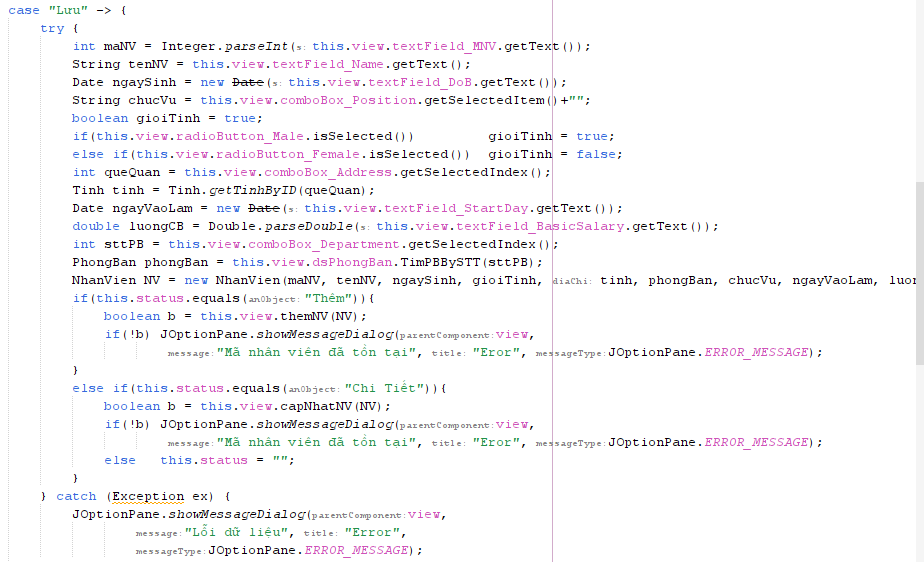 case "Lưu" -> {
try {
int maNV = Integer.parseInt(s: this.view.textField_MNV.getText());
String tenNV = this.view.textField_Name.getText();
Date ngaySinh = new Date(s: this.view.textField_DoB.getText());
String chucVu = this.view.comboBox_Position.getSelectedItem()+"";
boolean gioiTinh = true;
if(this.view.radioButton_Male.isSelected()) gioiTinh = true;
else if(this.view.radioButton_Female.isSelected()) gioiTinh = false;
int queQuan = this.view.comboBox_Address.getSelectedIndex();
Tinh tinh = Tinh.getTinhByID(queQuan);
Date ngayVaoLam = new Date(s: this.view.textField_StartDay.getText());
double luongCB = Double.parseDouble(s: this.view.textField_BasicSalary.getText());
int sttPB = this.view.comboBox_Department.getSelectedIndex();
PhongBan phongBan = this.view.dsPhongBan.TimPBBySTT(sttPB);
NhanVien NV = new NhanVien(maNV, tenNV, ngaySinh, gioiTinh, diaChi: tinh, phongBan, chucVu, ngayVaoLam, luon
if(this.status.equals(anObject: "Thêm")){
boolean b = this.view.themNV(NV);
if(!b) JOptionPane.showMessageDialog(parentComponent: view,
message: "Mã nhân viên đã tồn tại", title: "Eror", messageType: JOptionPane.ERROR_MESSAGE);
}
else if(this.status.equals(anObject: "Chi Tiết")){
boolean b = this.view.capNhatNV(NV);
if(!b) JOptionPane.showMessageDialog(parentComponent: view,
message: "Mã nhân viên đã tồn tại", title: "Eror", messageType: JOptionPane.ERROR_MESSAGE);
else this.status = "";
}
} catch (Exception ex) {
JOptionPane.showMessageDialog(parentComponent: view,
message: "Lỗi dữ liệu", title: "Error",
messageType: JOptionPane.ERROR_MESSAGE);